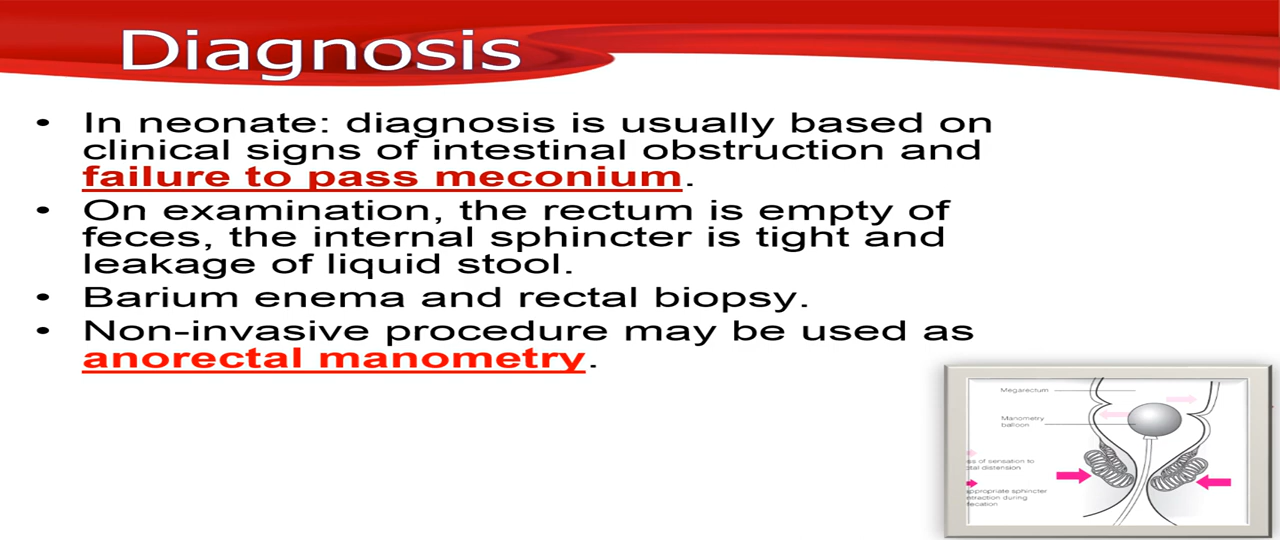 Diagnosis
• In neonate: diagnosis is usually based on
clinical signs of intestinal obstruction and
failure to pass meconium.
• On examination, the rectum is empty of
feces, the internal sphincter is tight and
leakage of liquid stool.
• Barium enema and rectal biopsy.
• Non-invasive procedure may be used as
anorectal manometry.
Megarectum
Manometry
balloon
of sensation to
distension
sphincter
during